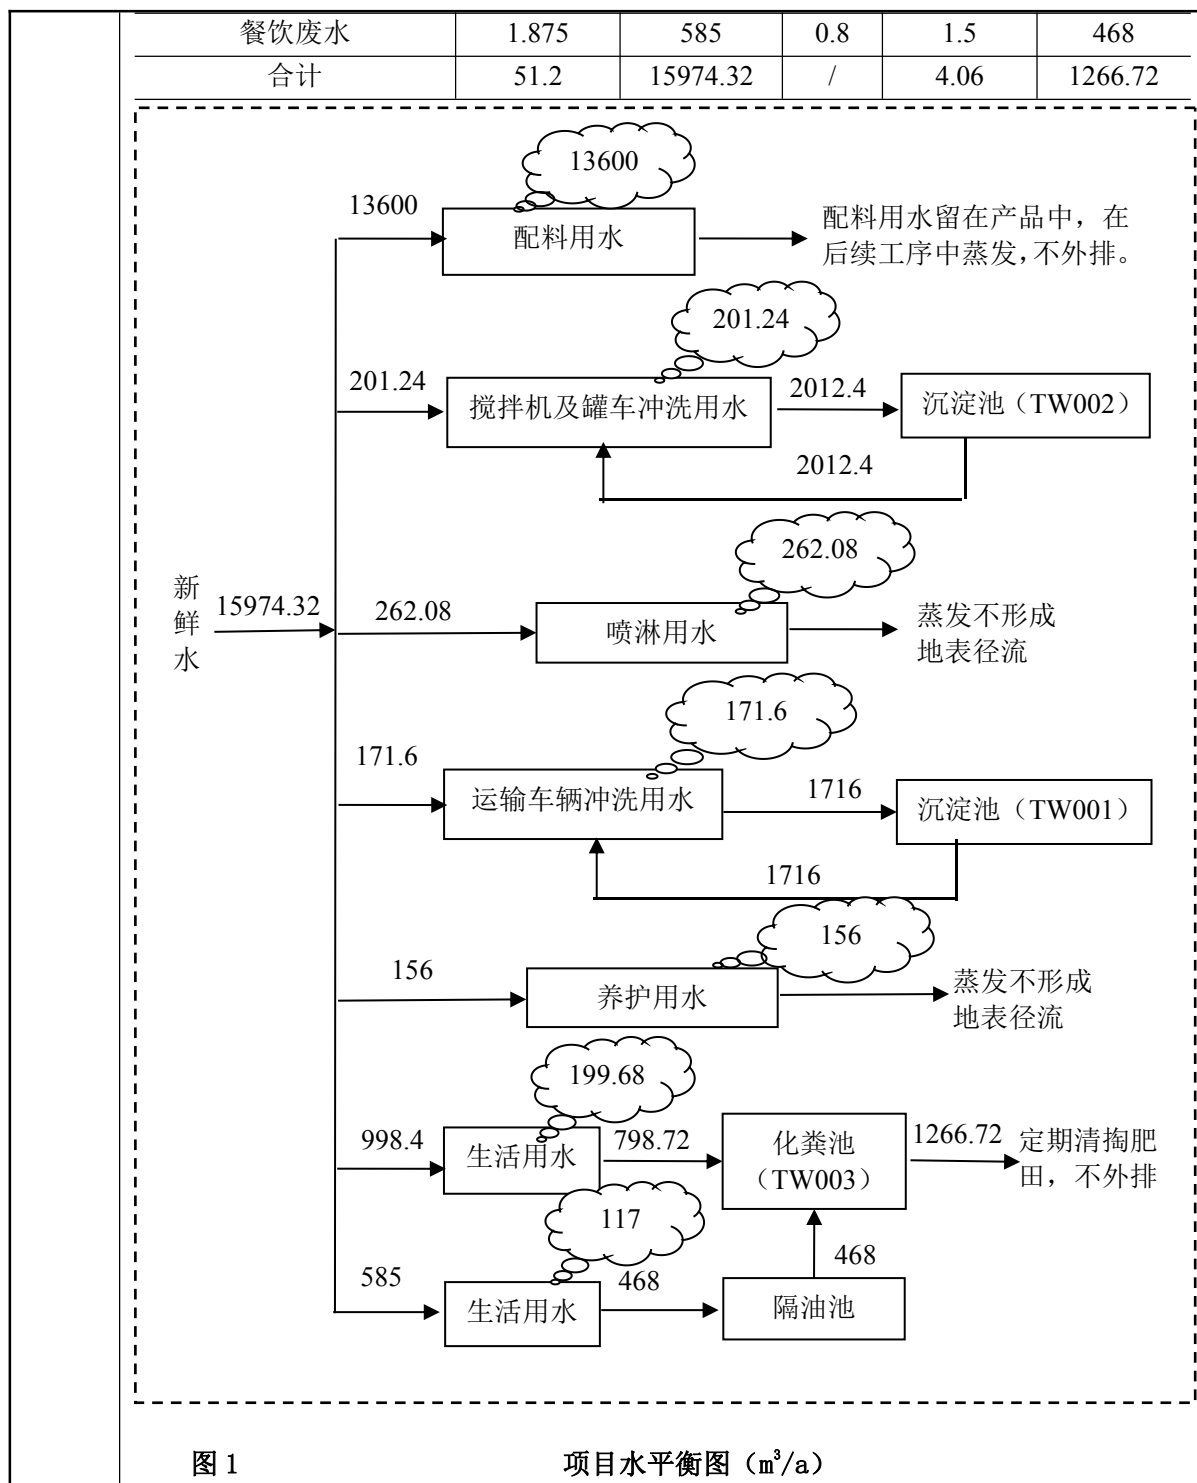 餐饮废水 1.875 585 0.8 1.5 468
合计 51.2 15974.32 / 4.06 1266.72
13600
13600
配料用水
配料用水留在产品中，在
后续工序中蒸发，不外排。
201.24
201.24
搅拌机及罐车冲洗用水
2012.4
沉淀池（TW002）
2012.4
262.08
新
鲜
水
15974.32
262.08
喷淋用水
蒸发不形成
地表径流
171.6
171.6
运输车辆冲洗用水
1716
沉淀池（TW001）
1716
156
156
养护用水
蒸发不形成
地表径流
199.68
998.4
生活用水
798.72
化粪池
（TW003）
1266.72
定期清掏肥
田，不外排
117
585
生活用水
468
468
隔油池
图 1 项目水平衡图（m³/a）